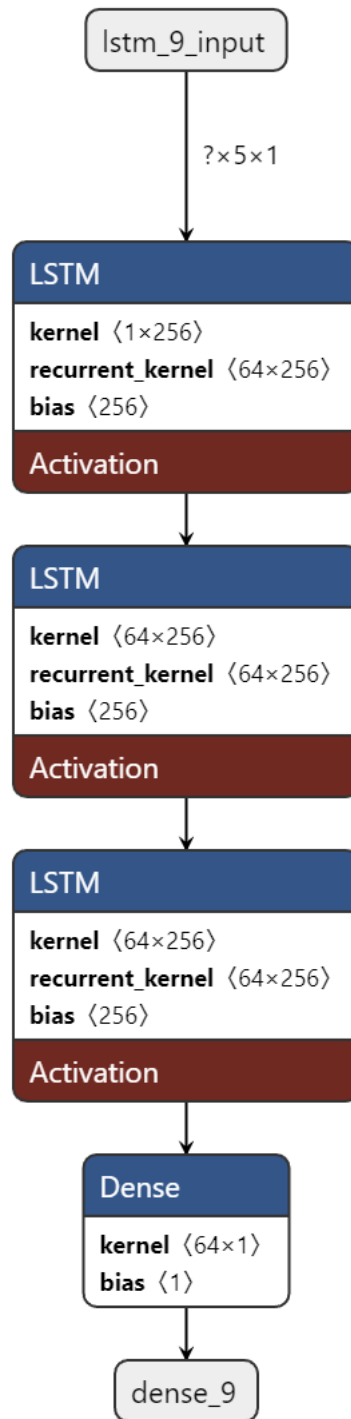 lstm_9_input
?×5×1
LSTM
kernel 〈1×256〉
recurrent_kernel 〈64×256〉
bias 〈256〉
Activation
LSTM
kernel 〈64×256〉
recurrent_kernel 〈64×256〉
bias 〈256〉
Activation
LSTM
kernel 〈64×256〉
recurrent_kernel 〈64×256〉
bias 〈256〉
Activation
Dense
kernel 〈64×1〉
bias 〈1〉
dense_9